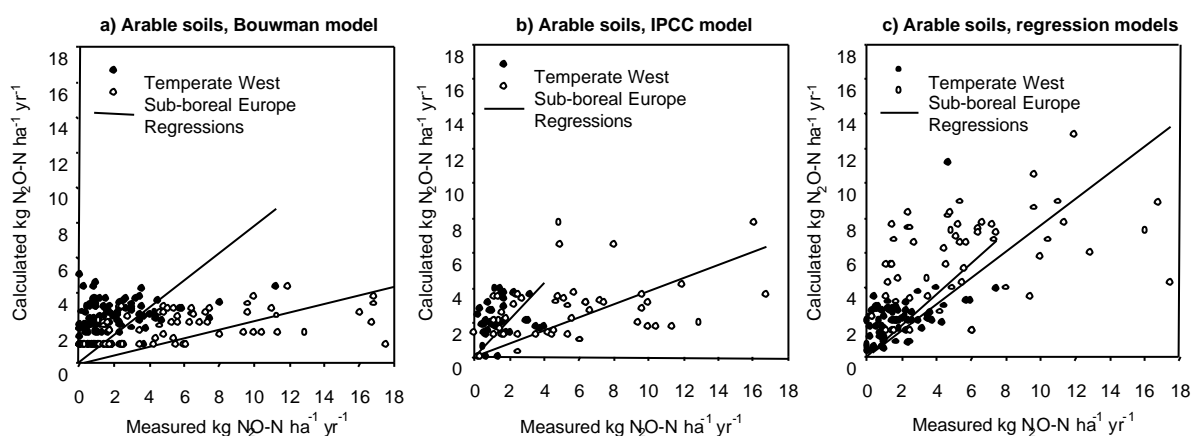 a) Arable soils, Bouwman model
18
16
14
12
10
8
6
4
2
0
Calculated kg N₂O-N ha⁻¹ yr⁻¹
Temperate West
Sub-boreal Europe
Regressions
0 2 4 6 8 10 12 14 16 18
Measured kg N₂O-N ha⁻¹ yr⁻¹
b) Arable soils, IPCC model
18
16
14
12
10
8
6
4
2
0
Calculated kg N₂O-N ha⁻¹ yr⁻¹
Temperate West
Sub-boreal Europe
Regressions
0 2 4 6 8 10 12 14 16 18
Measured kg N₂O-N ha⁻¹ yr⁻¹
c) Arable soils, regression models
18
16
14
12
10
8
6
4
2
0
Calculated kg N₂O-N ha⁻¹ yr⁻¹
Temperate West
Sub-boreal Europe
Regressions
0 2 4 6 8 10 12 14 16 18
Measured kg N₂O-N ha⁻¹ yr⁻¹